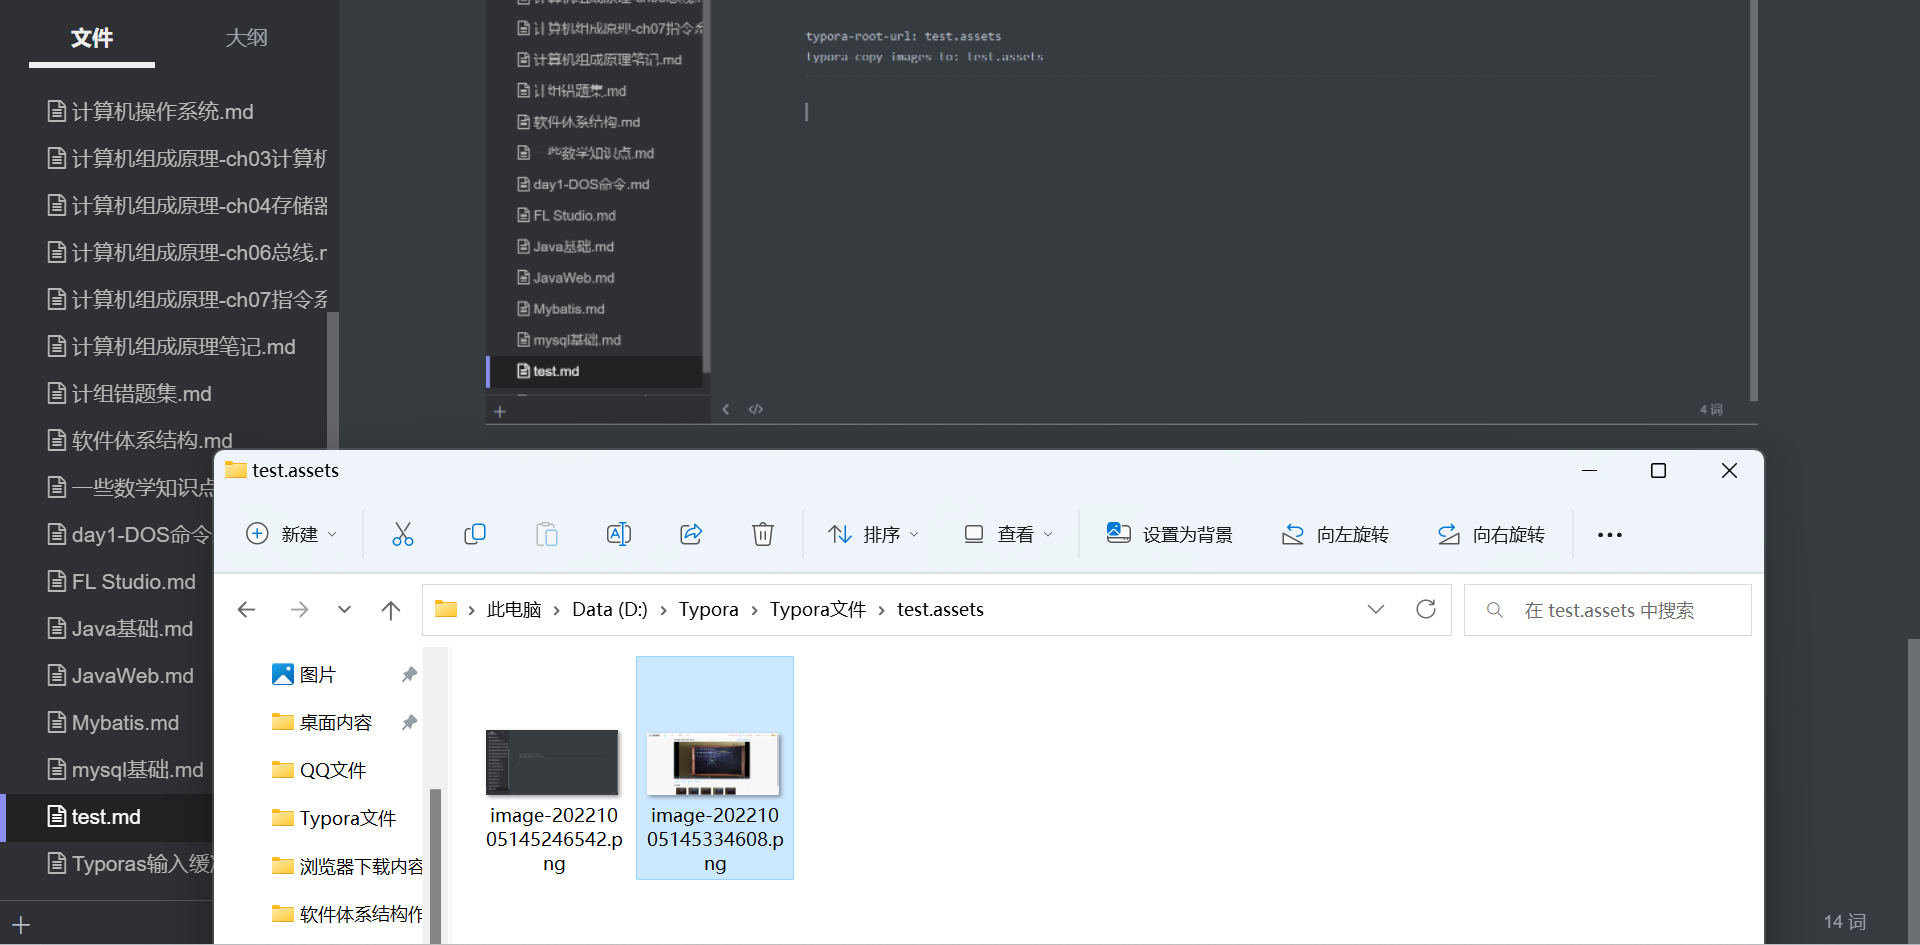 文件
大纲
计算机操作系统.md
计算机组成原理-ch03计算机
计算机组成原理-ch04存储器
计算机组成原理-ch06总线.m
计算机组成原理-ch07指令系
计算机组成原理笔记.md
计组错题集.md
软件体系结构.md
一些数学知识点
day1-DOS命令
FL Studio.md
Java基础.md
JavaWeb.md
Mybatis.md
mysql基础.md
test.md
Typoras输入缓冲
计算机组成原理-ch07指令系
计算机组成原理笔记.md
计组错题集.md
软件体系结构.md
一些数学知识点.md
day1-DOS命令.md
FL Studio.md
Java基础.md
JavaWeb.md
Mybatis.md
mysql基础.md
test.md
typora-root-url: test.assets
typora-copy-images-to: test.assets
4 词
test.assets
新建
排序
查看
设置为背景
向左旋转
向右旋转
此电脑 > Data (D:) > Typora > Typora文件 > test.assets
在 test.assets 中搜索
图片
桌面内容
QQ文件
Typora文件
浏览器下载内容
软件体系结构作
image-202210
05145246542.p
ng
image-202210
05145334608.p
ng
14 词